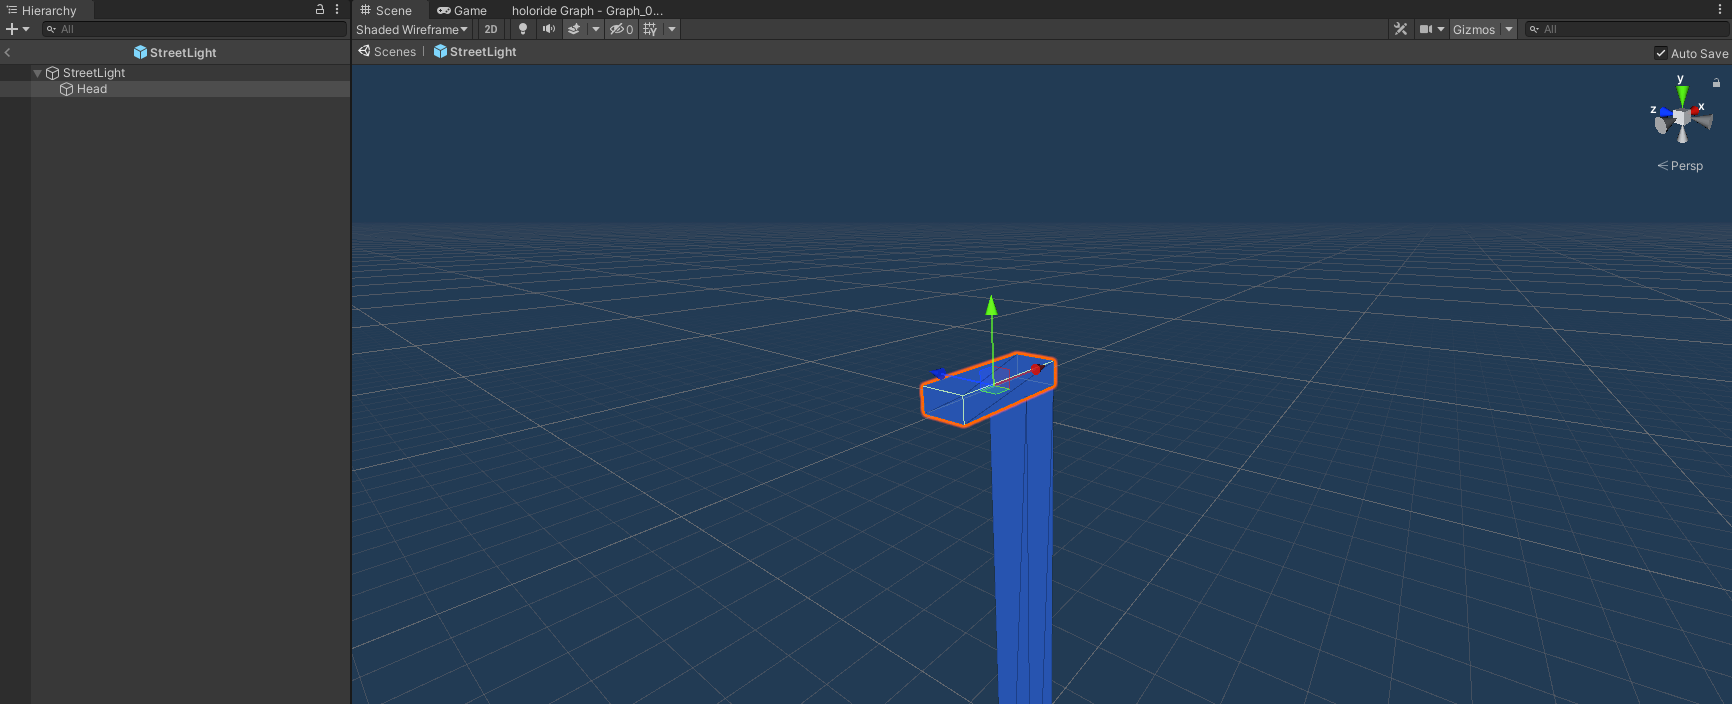 Hierarchy
All
StreetLight
StreetLight
Head
Scene
Game
holoride Graph - Graph_0...
Shaded Wireframe
2D
0
Gizmos
All
Scenes
StreetLight
Auto Save
y
z
x
Persp